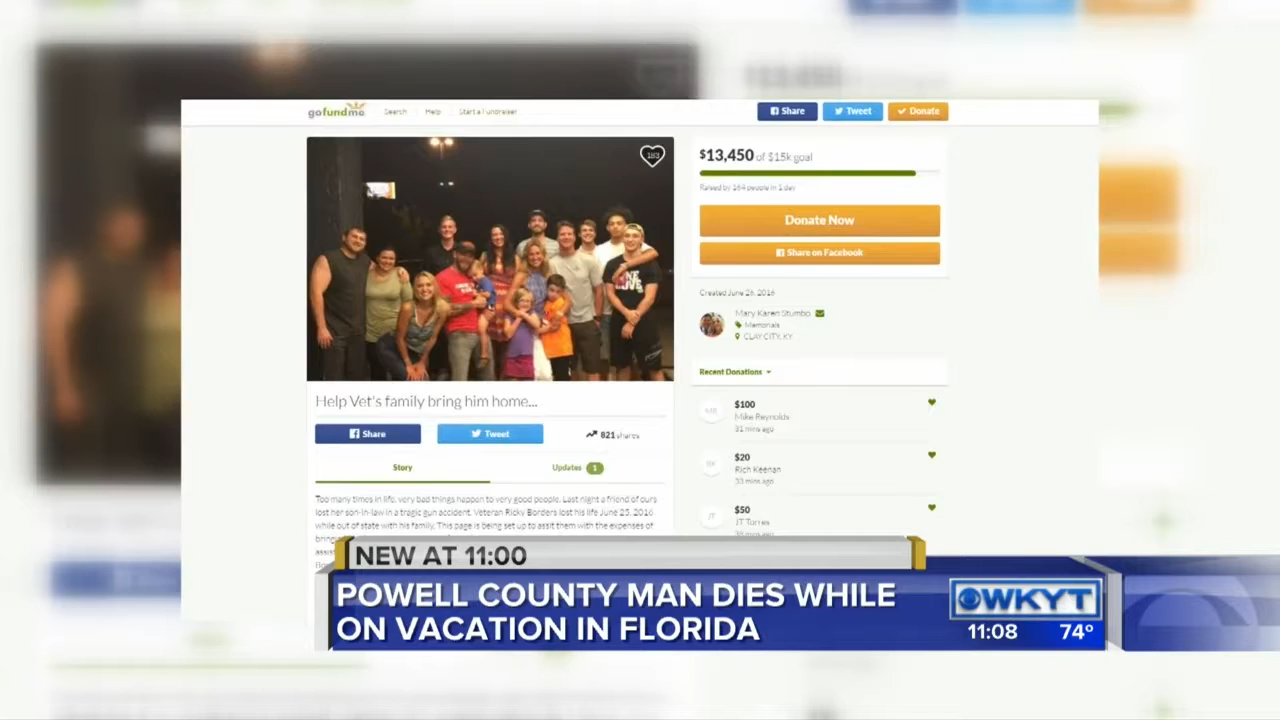 gofundme Search Help Start a Fundraiser
Share Tweet Donate
183
$13,450 of $15k goal
Raised by 164 people in 1 day
Donate Now
Share on Facebook
Created June 26, 2016
Mary Karen Stumbo
Memorials
CLAY CITY, KY
Recent Donations
MR
$100
Mike Reynolds
31 mins ago
RK
$20
Rich Keenan
33 mins ago
JT
$50
JT Torres
Help Vet's family bring him home...
Share Tweet 821 shares
Story Updates 1
Too many times in life, very bad things happen to very good people. Last night a friend of ours
lost her son-in-law in a tragic gun accident. Veteran Ricky Borders lost his life June 25, 2016
while out of state with his family. This page is being set up to assit them with the expenses of
NEW AT 11:00
POWELL COUNTY MAN DIES WHILE
ON VACATION IN FLORIDA
WKYT
11:08 74°